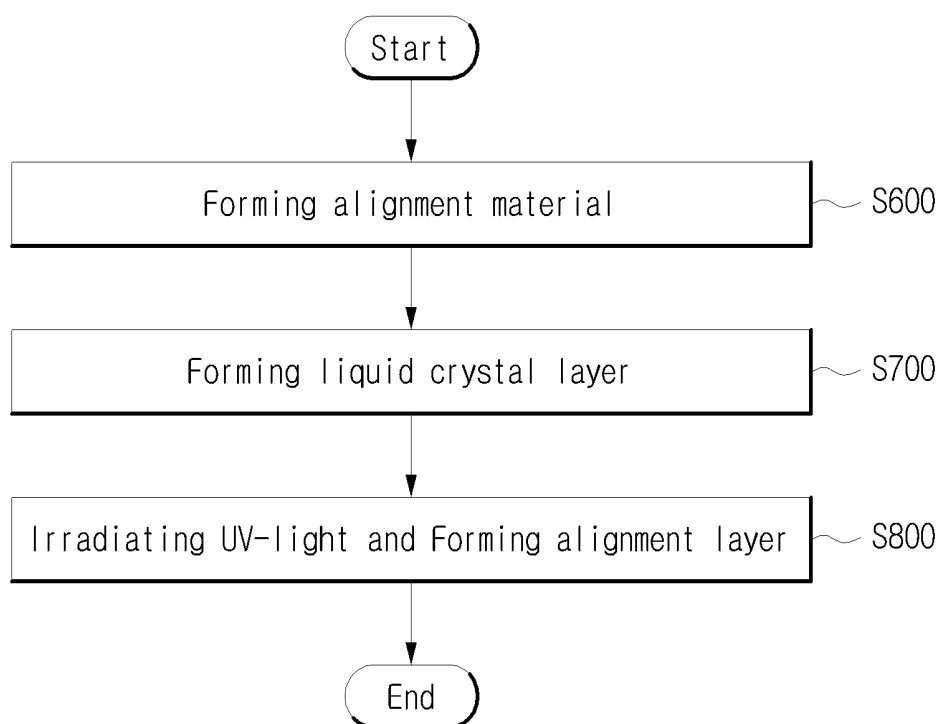 Start
Forming alignment material
S600
Forming liquid crystal layer
S700
Irradiating UV-light and Forming alignment layer
S800
End